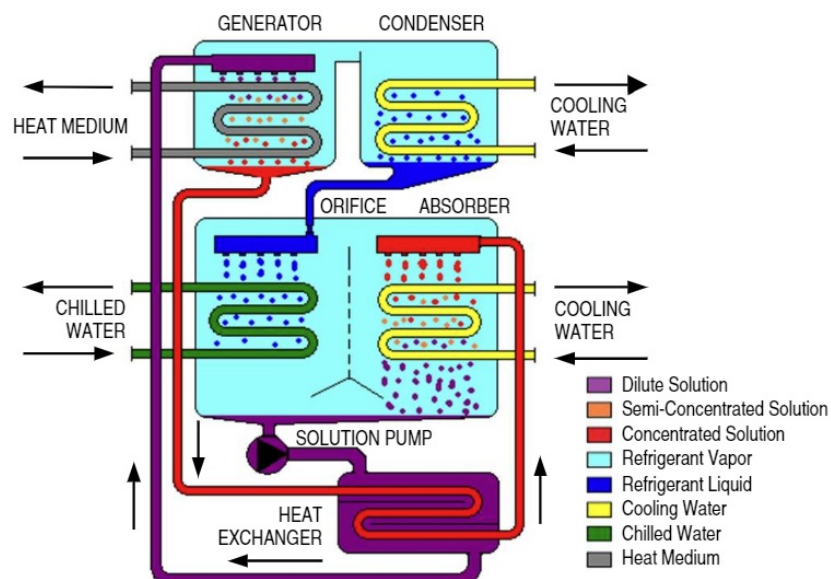 GENERATOR
CONDENSER
HEAT MEDIUM
COOLING
WATER
ORIFICE
ABSORBER
CHILLED
WATER
COOLING
WATER
Dilute Solution
Semi-Concentrated Solution
Concentrated Solution
Refrigerant Vapor
Refrigerant Liquid
Cooling Water
Chilled Water
Heat Medium
SOLUTION PUMP
HEAT
EXCHANGER